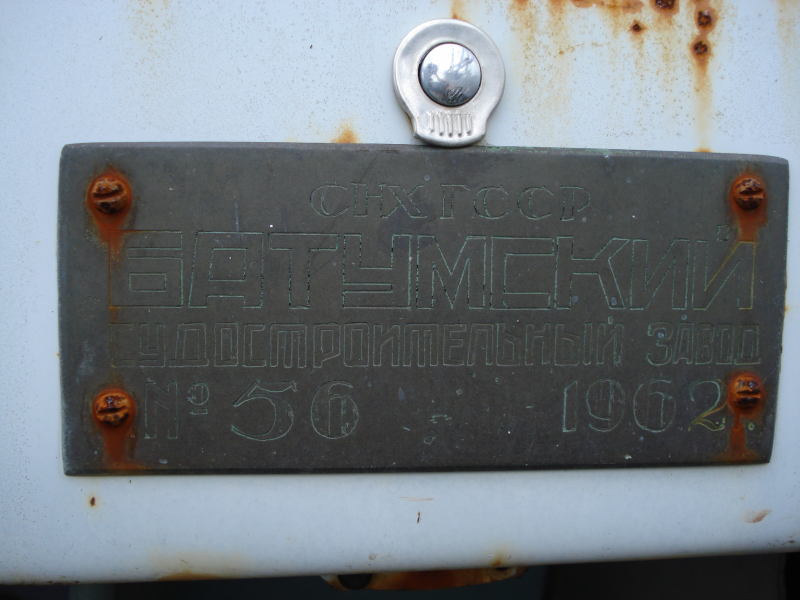 СНХ ГССР
БАТУМСКИЙ
СУДОСТРОИТЕЛЬНЫЙ ЗАВОД
№ 56 1962